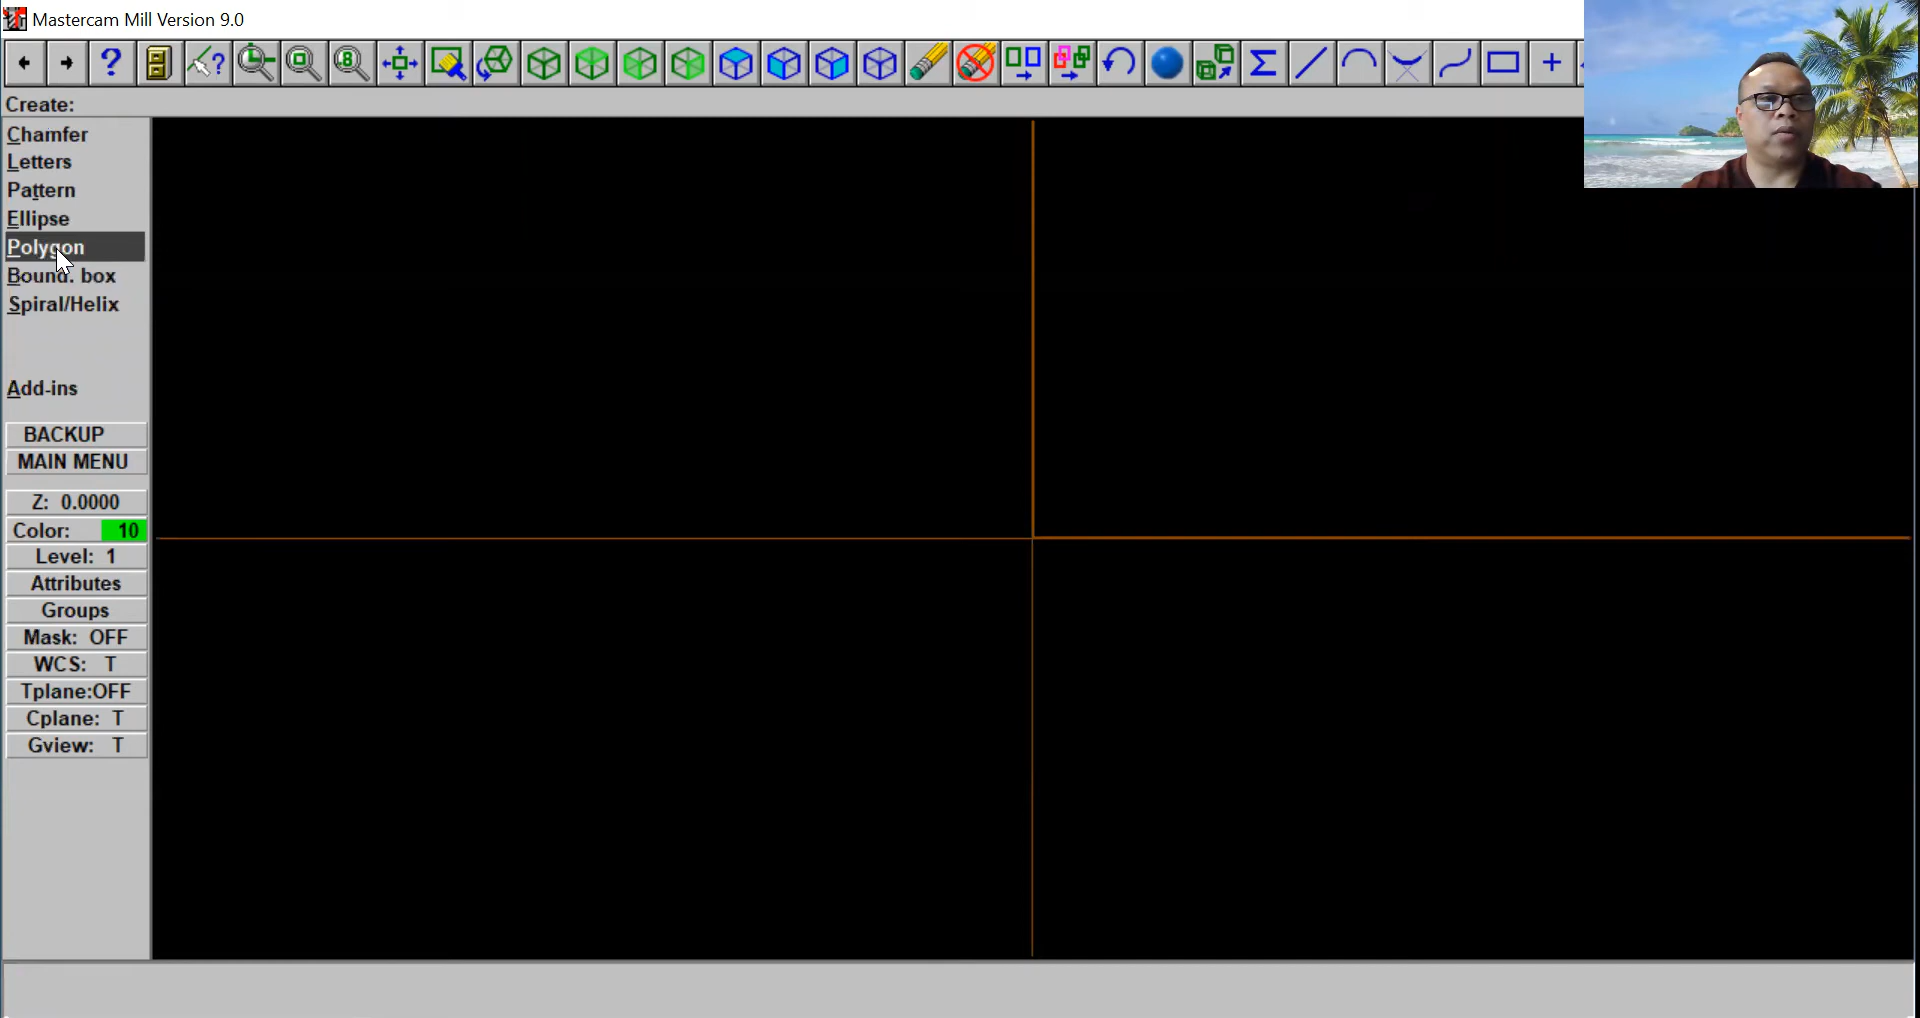 Mastercam Mill Version 9.0
Create:
Chamfer
Letters
Pattern
Ellipse
Polygon
Bound. box
Spiral/Helix
Add-ins
BACKUP
MAIN MENU
Z: 0.0000
Color: 10
Level: 1
Attributes
Groups
Mask: OFF
WCS: T
Tplane:OFF
Cplane: T
Gview: T